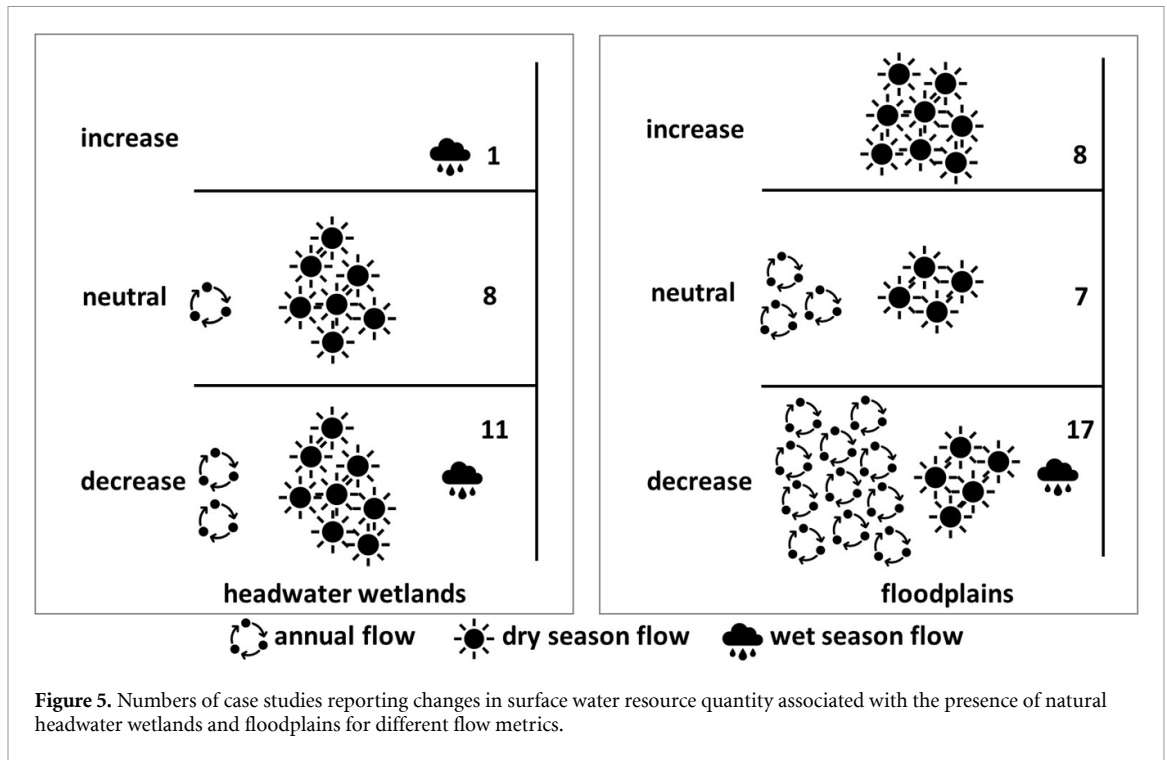 increase
1
neutral
8
decrease
11
headwater wetlands
increase
8
neutral
7
decrease
17
floodplains
annual flow dry season flow wet season flow
Figure 5. Numbers of case studies reporting changes in surface water resource quantity associated with the presence of natural
headwater wetlands and floodplains for different flow metrics.